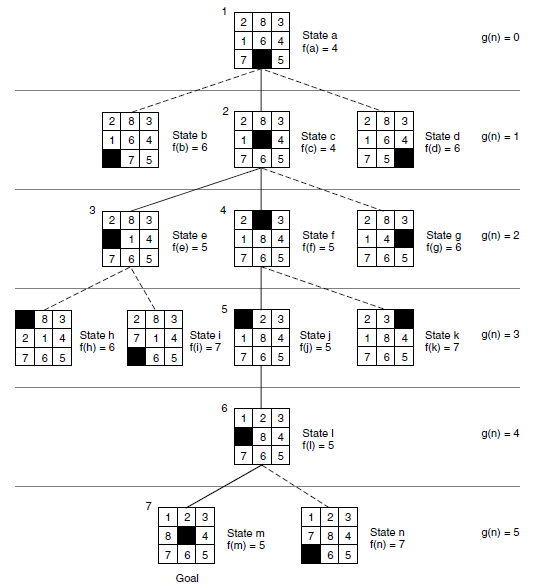 1
2 8 3
1 6 4
7 5
State a
f(a) = 4
g(n) = 0
2 8 3
1 6 4
7 5
State b
f(b) = 6
2
2 8 3
1 4
7 6 5
State c
f(c) = 4
2 8 3
1 6 4
7 5
State d
f(d) = 6
g(n) = 1
3
2 8 3
1 4
7 6 5
State e
f(e) = 5
4
2 3
1 8 4
7 6 5
State f
f(f) = 5
2 8 3
1 4
7 6 5
State g
f(g) = 6
g(n) = 2
8 3
2 1 4
7 6 5
State h
f(h) = 6
2 8 3
7 1 4
6 5
State i
f(i) = 7
5
2 3
1 8 4
7 6 5
State j
f(j) = 5
2 3
1 8 4
7 6 5
State k
f(k) = 7
g(n) = 3
6
1 2 3
8 4
7 6 5
State l
f(l) = 5
g(n) = 4
7
1 2 3
8 4
7 6 5
State m
f(m) = 5
Goal
1 2 3
7 8 4
6 5
State n
f(n) = 7
g(n) = 5